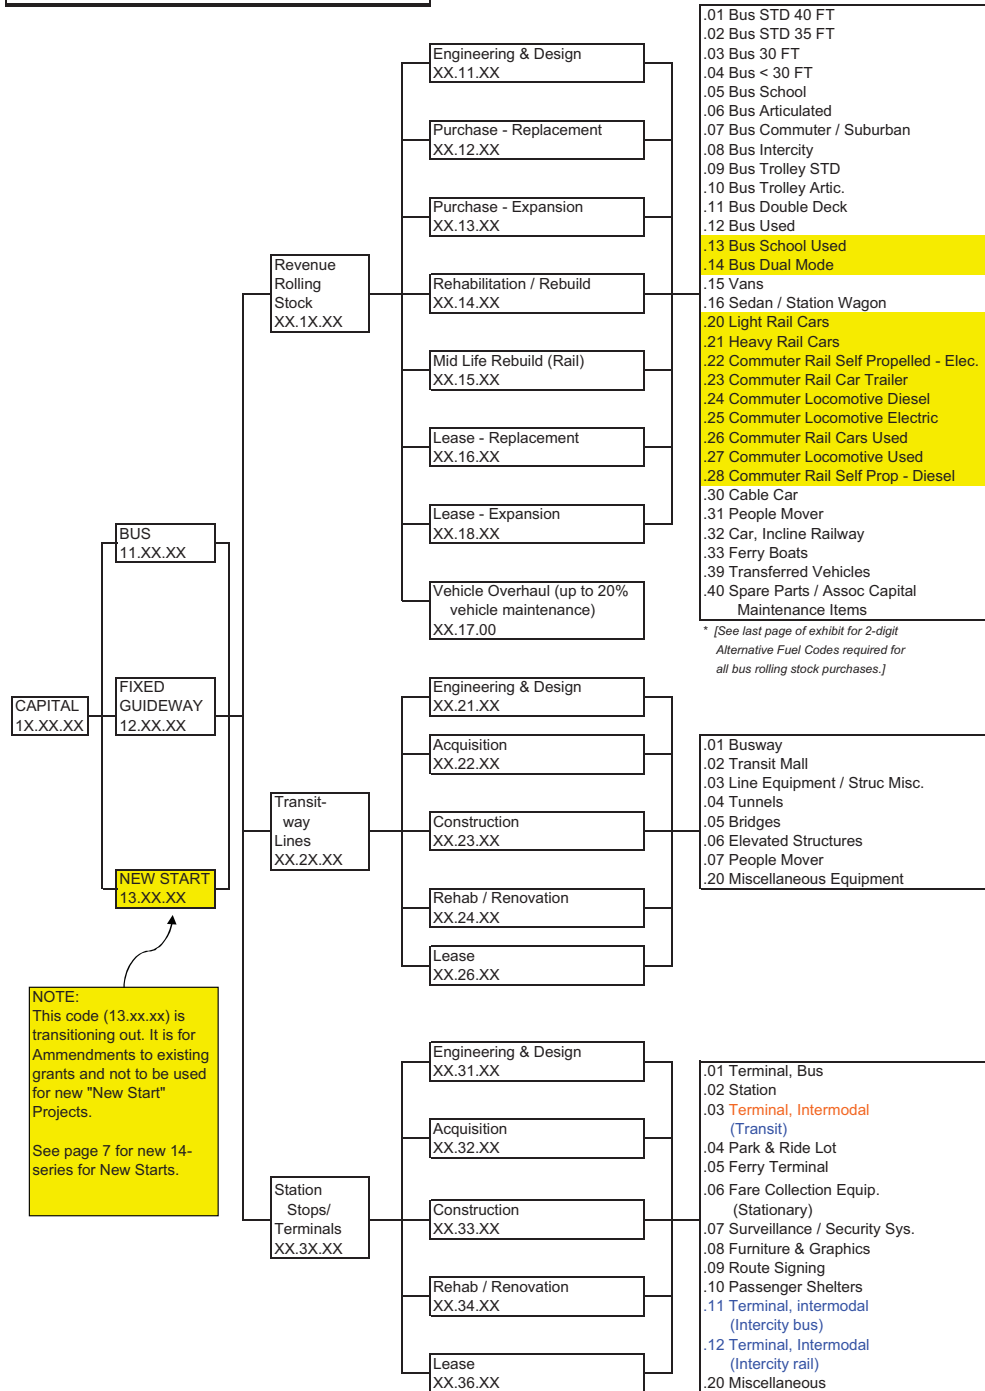 CAPITAL
1X.XX.XX
BUS
11.XX.XX
FIXED
GUIDEWAY
12.XX.XX
NEW START
13.XX.XX
NOTE:
This code (13.xx.xx) is
transitioning out. It is for
Ammendments to existing
grants and not to be used
for new "New Start"
Projects.
See page 7 for new 14-
series for New Starts.
Revenue
Rolling
Stock
XX.1X.XX
Engineering & Design
XX.11.XX
Purchase - Replacement
XX.12.XX
Purchase - Expansion
XX.13.XX
Rehabilitation / Rebuild
XX.14.XX
Mid Life Rebuild (Rail)
XX.15.XX
Lease - Replacement
XX.16.XX
Lease - Expansion
XX.18.XX
Vehicle Overhaul (up to 20%
vehicle maintenance)
XX.17.00
.01 Bus STD 40 FT
.02 Bus STD 35 FT
.03 Bus 30 FT
.04 Bus < 30 FT
.05 Bus School
.06 Bus Articulated
.07 Bus Commuter / Suburban
.08 Bus Intercity
.09 Bus Trolley STD
.10 Bus Trolley Artic.
.11 Bus Double Deck
.12 Bus Used
.13 Bus School Used
.14 Bus Dual Mode
.15 Vans
.16 Sedan / Station Wagon
.20 Light Rail Cars
.21 Heavy Rail Cars
.22 Commuter Rail Self Propelled - Elec.
.23 Commuter Rail Car Trailer
.24 Commuter Locomotive Diesel
.25 Commuter Locomotive Electric
.26 Commuter Rail Cars Used
.27 Commuter Locomotive Used
.28 Commuter Rail Self Prop - Diesel
.30 Cable Car
.31 People Mover
.32 Car, Incline Railway
.33 Ferry Boats
.39 Transferred Vehicles
.40 Spare Parts / Assoc Capital
Maintenance Items
* [See last page of exhibit for 2-digit
Alternative Fuel Codes required for
all bus rolling stock purchases.]
Transit-
way
Lines
XX.2X.XX
Engineering & Design
XX.21.XX
Acquisition
XX.22.XX
Construction
XX.23.XX
Rehab / Renovation
XX.24.XX
Lease
XX.26.XX
.01 Busway
.02 Transit Mall
.03 Line Equipment / Struc Misc.
.04 Tunnels
.05 Bridges
.06 Elevated Structures
.07 People Mover
.20 Miscellaneous Equipment
Station
Stops/
Terminals
XX.3X.XX
Engineering & Design
XX.31.XX
Acquisition
XX.32.XX
Construction
XX.33.XX
Rehab / Renovation
XX.34.XX
Lease
XX.36.XX
.01 Terminal, Bus
.02 Station
.03 Terminal, Intermodal
(Transit)
.04 Park & Ride Lot
.05 Ferry Terminal
.06 Fare Collection Equip.
(Stationary)
.07 Surveillance / Security Sys.
.08 Furniture & Graphics
.09 Route Signing
.10 Passenger Shelters
.11 Terminal, intermodal
(Intercity bus)
.12 Terminal, Intermodal
(Intercity rail)
.20 Miscellaneous